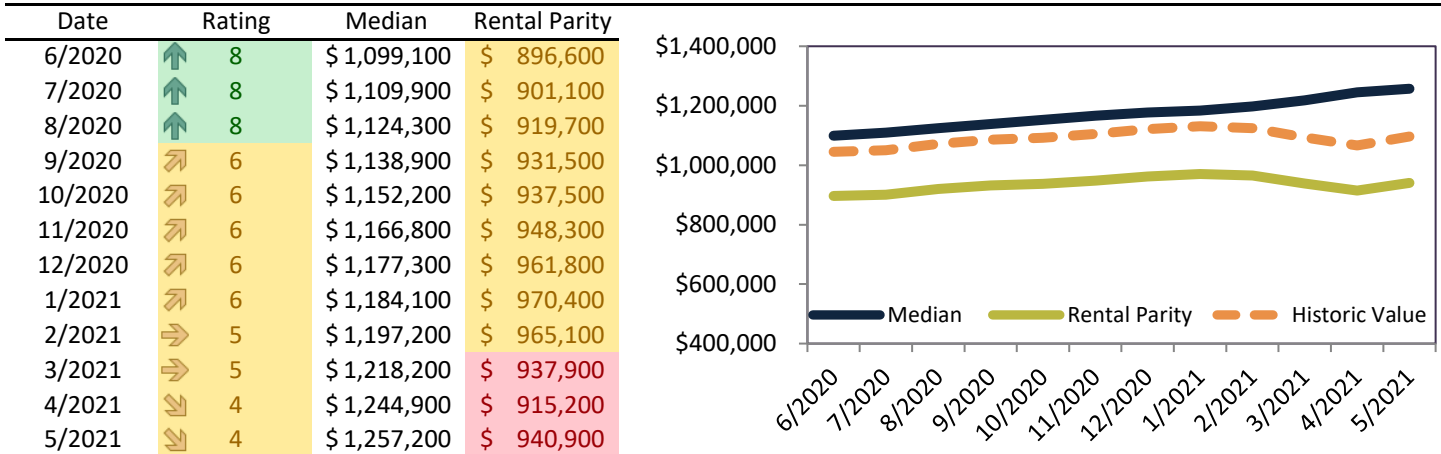 Date Rating Median Rental Parity
6/2020 8 $ 1,099,100 $ 896,600
7/2020 8 $ 1,109,900 $ 901,100
8/2020 8 $ 1,124,300 $ 919,700
9/2020 6 $ 1,138,900 $ 931,500
10/2020 6 $ 1,152,200 $ 937,500
11/2020 6 $ 1,166,800 $ 948,300
12/2020 6 $ 1,177,300 $ 961,800
1/2021 6 $ 1,184,100 $ 970,400
2/2021 5 $ 1,197,200 $ 965,100
3/2021 5 $ 1,218,200 $ 937,900
4/2021 4 $ 1,244,900 $ 915,200
5/2021 4 $ 1,257,200 $ 940,900
$1,400,000
$1,200,000
$1,000,000
$800,000
$600,000
$400,000
Median Rental Parity Historic Value
6/2020 7/2020 8/2020 9/2020 10/2020 11/2020 12/2020 1/2021 2/2021 3/2021 4/2021 5/2021